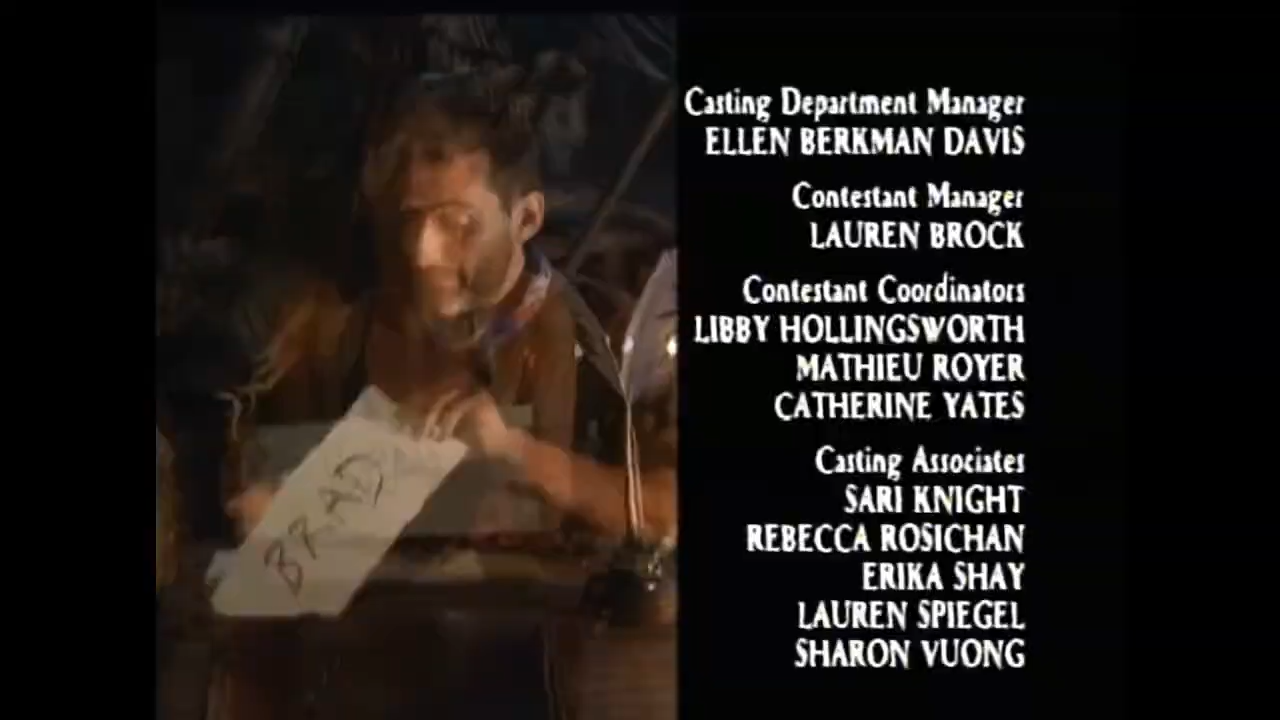 Casting Department Manager
ELLEN BERKMAN DAVIS
Contestant Manager
LAUREN BROCK
Contestant Coordinators
LIBBY HOLLINGSWORTH
MATHIEU ROYER
CATHERINE YATES
Casting Associates
SARI KNIGHT
REBECCA ROSICHAN
ERIKA SHAY
LAUREN SPIEGEL
SHARON VUONG
BRAD